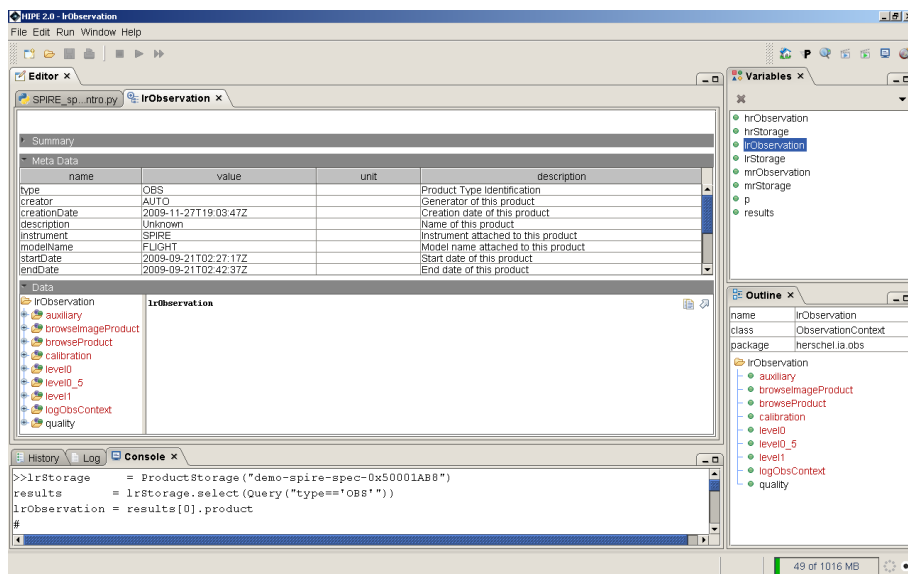 HIPE 2.0 - lrObservation
File Edit Run Window Help
Editor ×
SPIRE_sp...ntro.py
lrObservation ×
Summary
Meta Data
name value unit description
type OBS Product Type Identification
creator AUTO Generator of this product
creationDate 2009-11-27T19:03:47Z Creation date of this product
description Unknown Name of this product
instrument SPIRE Instrument attached to this product
modelName FLIGHT Model name attached to this product
startDate 2009-09-21T02:27:17Z Start date of this product
endDate 2009-09-21T02:42:37Z End date of this product
Data
lrObservation
auxiliary
browseImageProduct
browseProduct
calibration
level0
level0_5
level1
logObsContext
quality
lrObservation
History Log Console ×
>>lrStorage = ProductStorage("demo-spire-spec-0x50001AB8")
results = lrStorage.select(Query("type=='OBS'"))
lrObservation = results[0].product
#
P
Variables ×
hrObservation
hrStorage
lrObservation
lrStorage
mrObservation
mrStorage
p
results
Outline ×
name lrObservation
class ObservationContext
package herschel.ia.obs
lrObservation
auxiliary
browseImageProduct
browseProduct
calibration
level0
level0_5
level1
logObsContext
quality
49 of 1016 MB